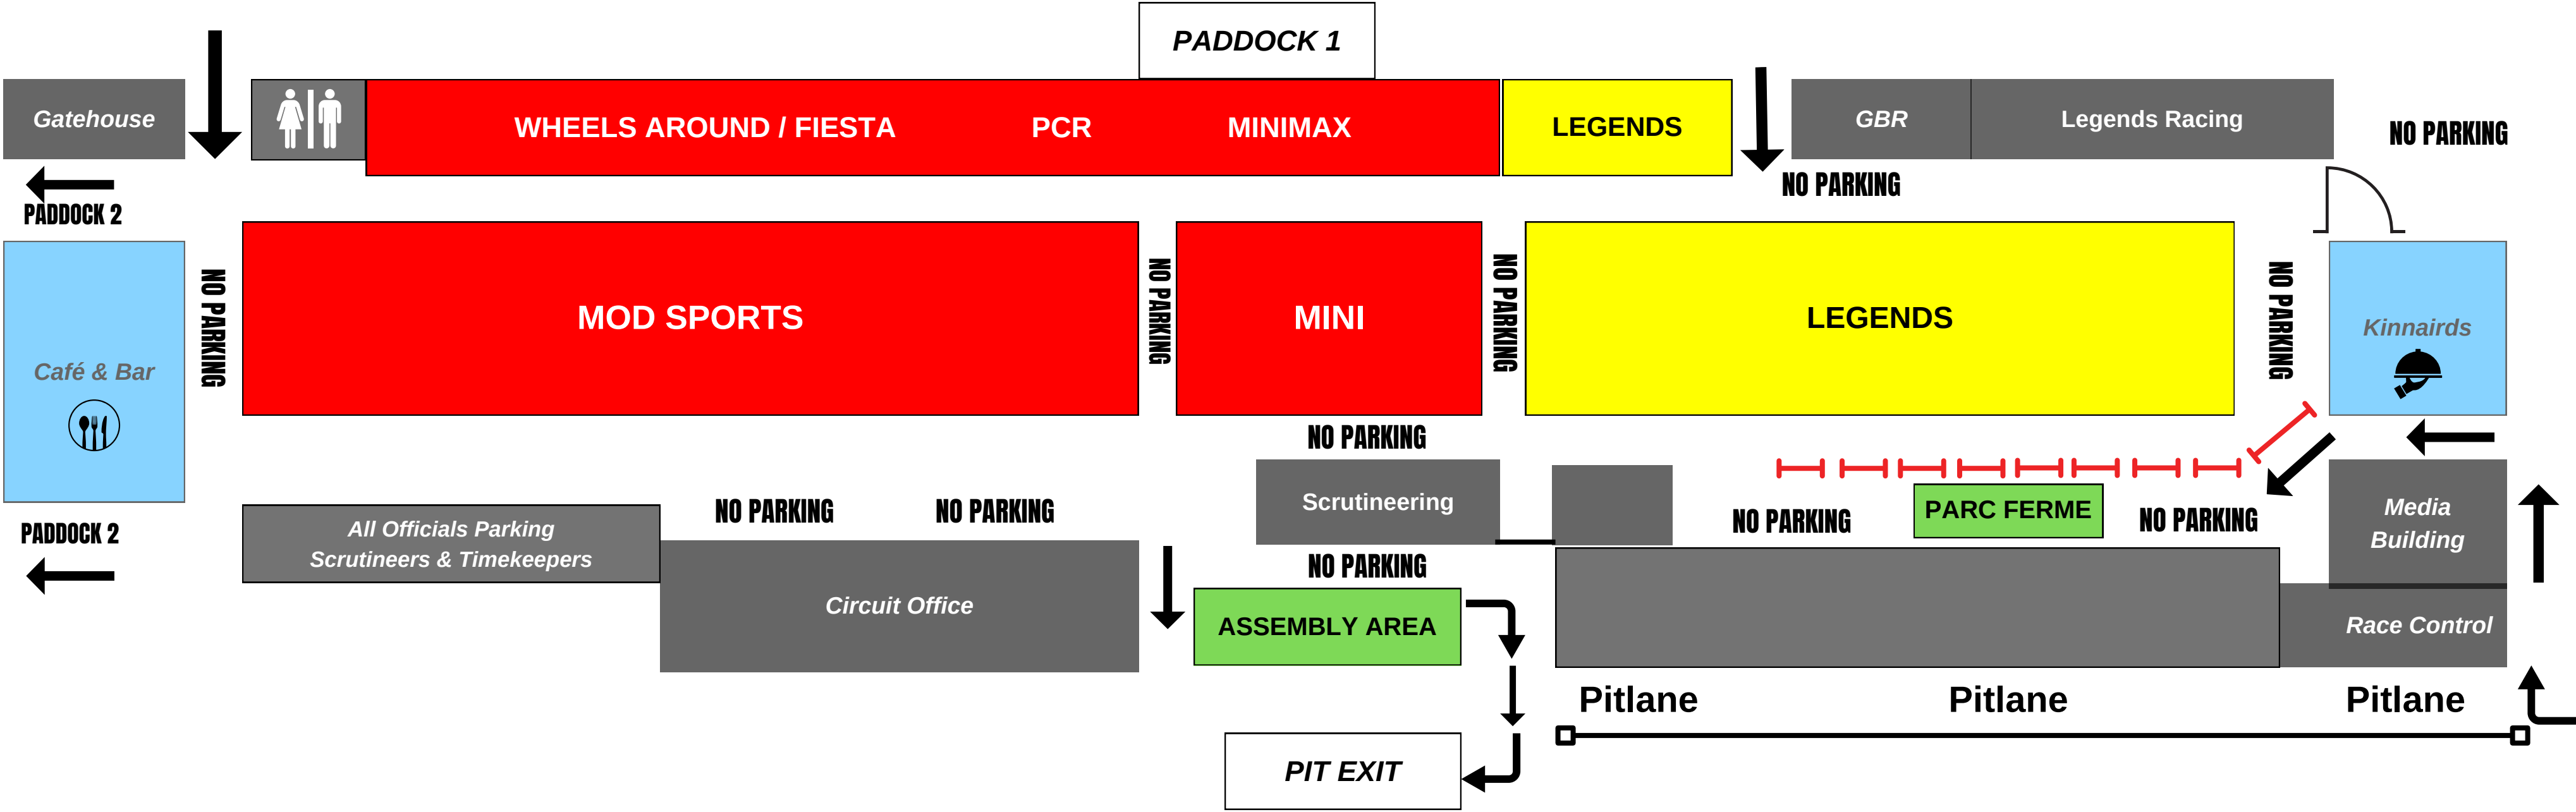 PADDOCK 1
Gatehouse
WHEELS AROUND / FIESTA
PCR
MINIMAX
LEGENDS
GBR
Legends Racing
NO PARKING
NO PARKING
PADDOCK 2
Café & Bar
NO PARKING
MOD SPORTS
NO PARKING
MINI
NO PARKING
LEGENDS
NO PARKING
Kinnairds
NO PARKING
Scrutineering
NO PARKING
PARC FERME
NO PARKING
Media
Building
PADDOCK 2
All Officials Parking
Scrutineers & Timekeepers
NO PARKING
NO PARKING
Circuit Office
NO PARKING
ASSEMBLY AREA
Race Control
Pitlane
Pitlane
Pitlane
PIT EXIT